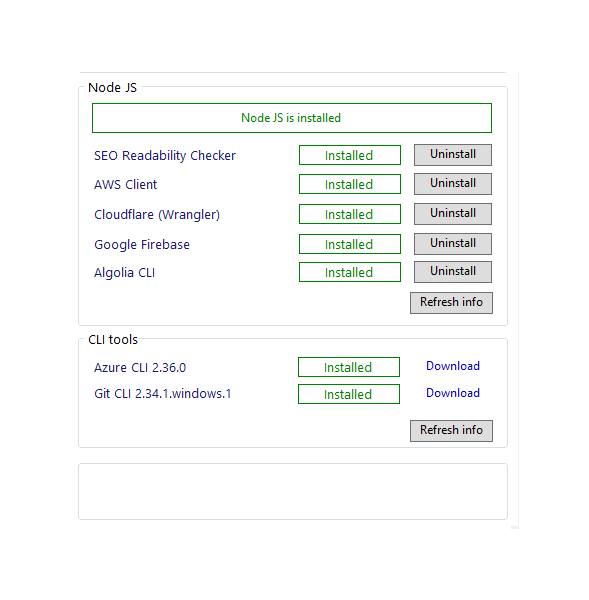 Node JS
Node JS is installed
SEO Readability Checker Installed Uninstall
AWS Client Installed Uninstall
Cloudflare (Wrangler) Installed Uninstall
Google Firebase Installed Uninstall
Algolia CLI Installed Uninstall
Refresh info
CLI tools
Azure CLI 2.36.0 Installed Download
Git CLI 2.34.1.windows.1 Installed Download
Refresh info